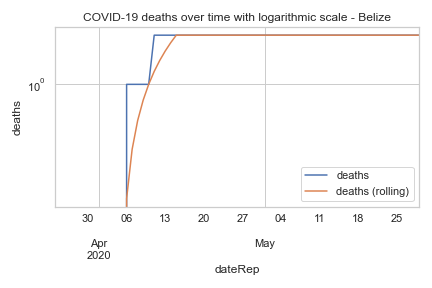 COVID-19 deaths over time with logarithmic scale - Belize
10⁰
deaths
deaths
deaths (rolling)
30 06 13 20 27 04 11 18 25
Apr May
2020
dateRep